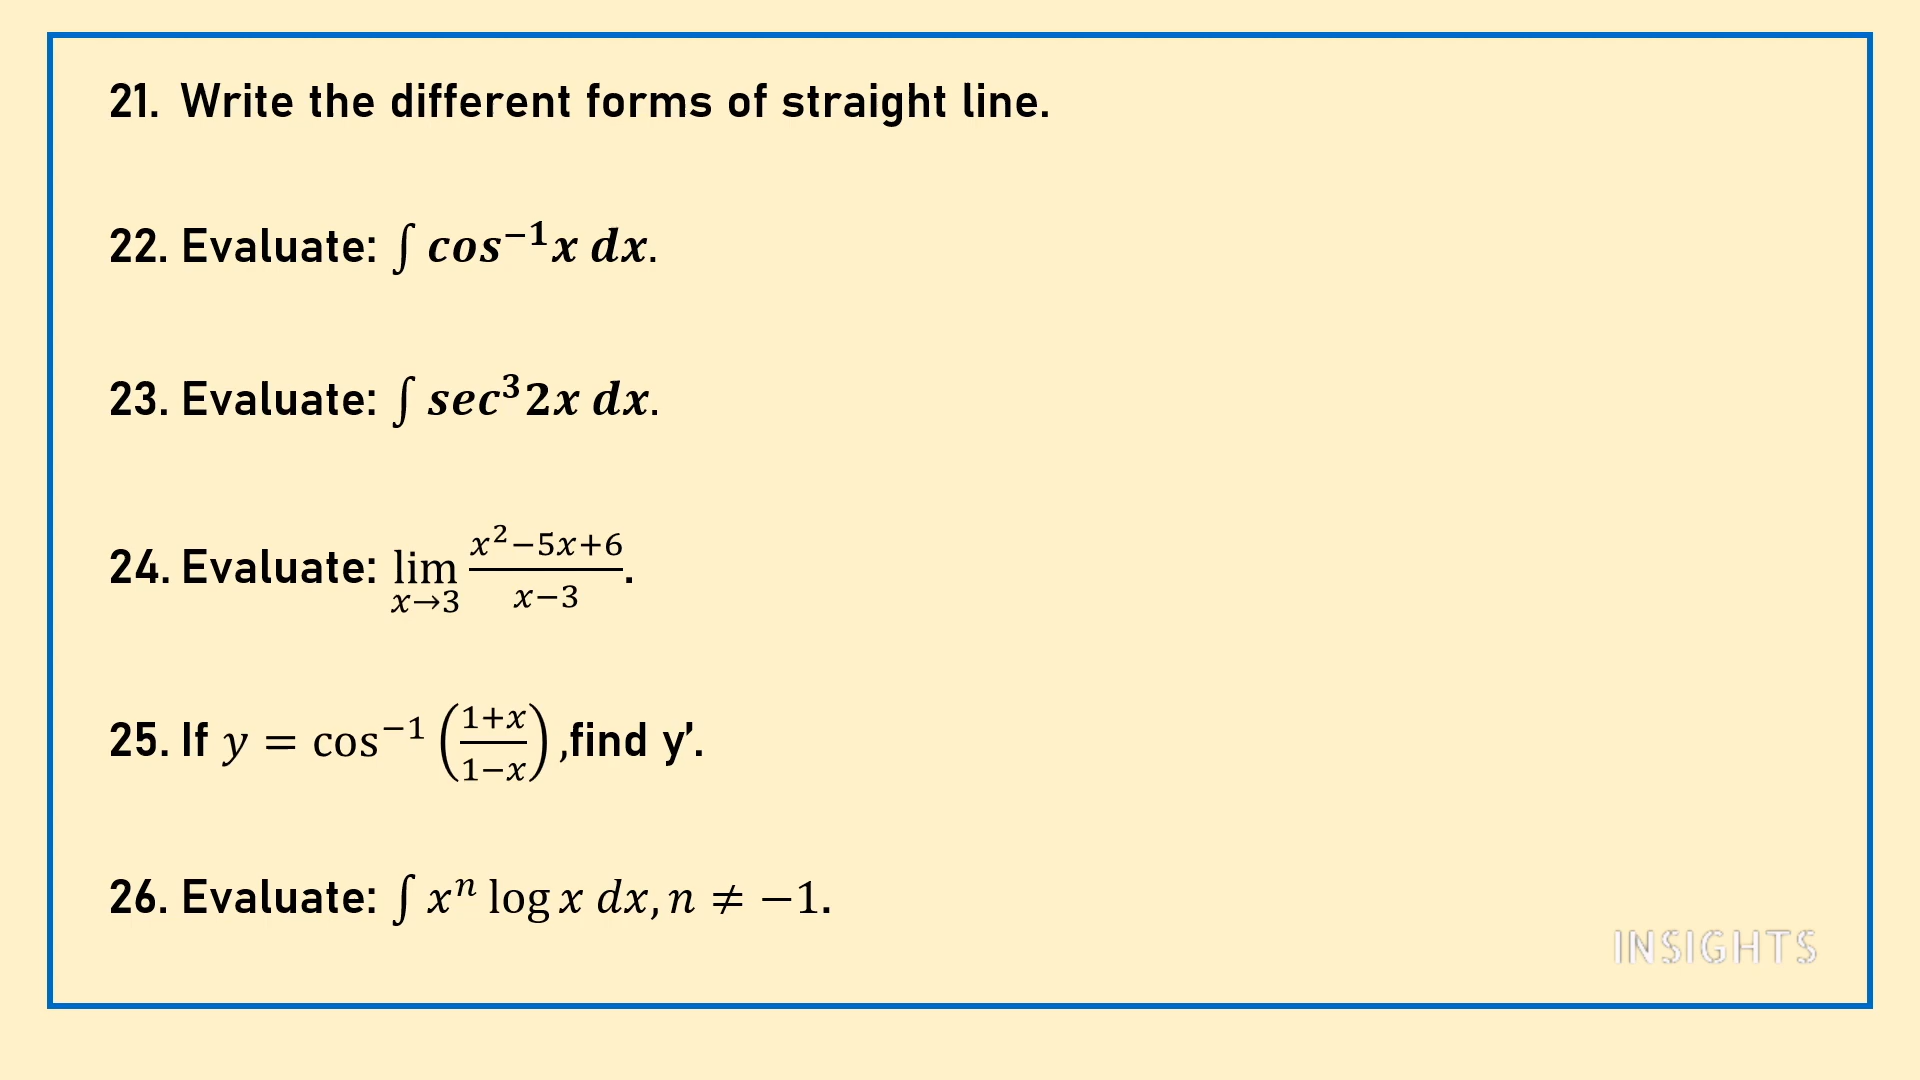 21. Write the different forms of straight line.
22. Evaluate: ∫ cos⁻¹x dx.
23. Evaluate: ∫ sec³2x dx.
24. Evaluate: lim x→3 (x²−5x+6)/(x−3).
25. If y = cos⁻¹ ((1+x)/(1−x)) ,find y’.
26. Evaluate: ∫ xⁿ log x dx, n ≠ −1.
INSIGHTS